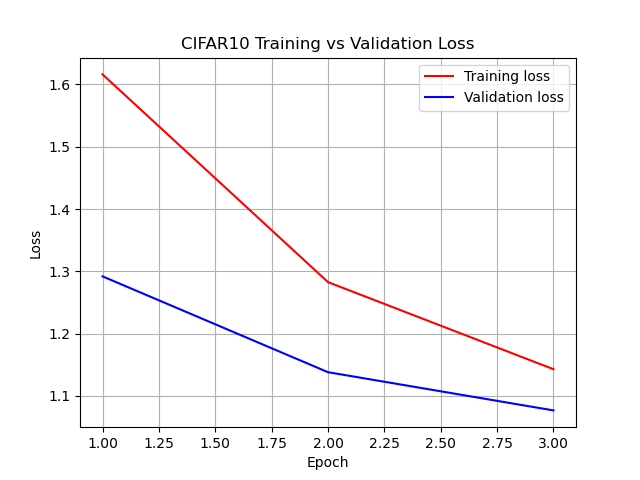 CIFAR10 Training vs Validation Loss
Training loss
Validation loss
Loss
1.6
1.5
1.4
1.3
1.2
1.1
1.00 1.25 1.50 1.75 2.00 2.25 2.50 2.75 3.00
Epoch